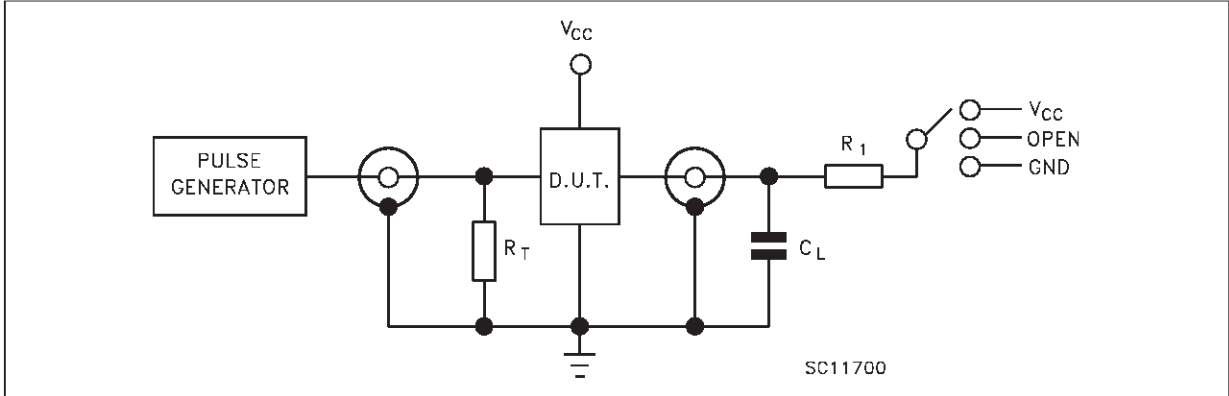 VCC
VCC
OPEN
GND
R1
PULSE
GENERATOR
D.U.T.
RT
CL
SC11700